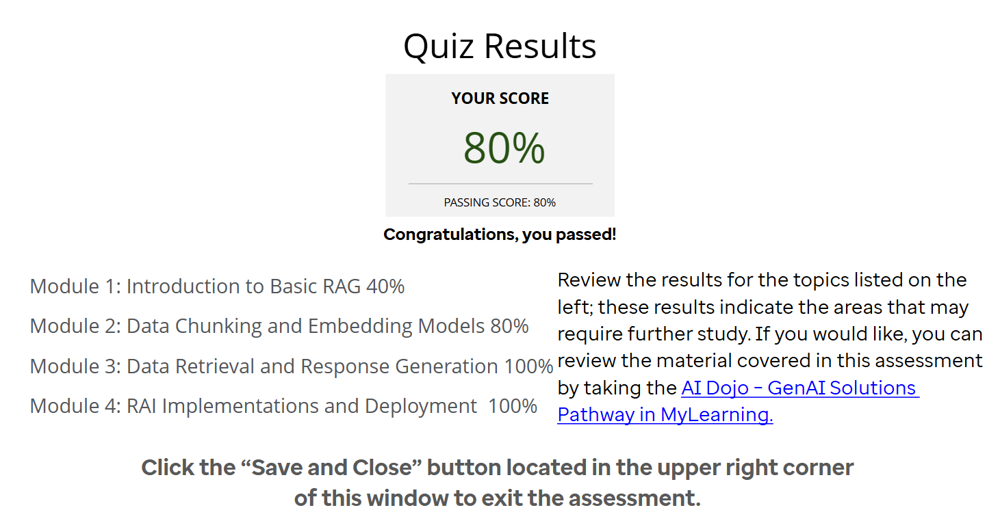 Quiz Results
YOUR SCORE
80%
PASSING SCORE: 80%
Congratulations, you passed!
Module 1: Introduction to Basic RAG 40%
Module 2: Data Chunking and Embedding Models 80%
Module 3: Data Retrieval and Response Generation 100%
Module 4: RAI Implementations and Deployment  100%
Review the results for the topics listed on the
left; these results indicate the areas that may
require further study. If you would like, you can
review the material covered in this assessment
by taking the AI Dojo – GenAI Solutions
Pathway in MyLearning.
Click the “Save and Close” button located in the upper right corner
of this window to exit the assessment.